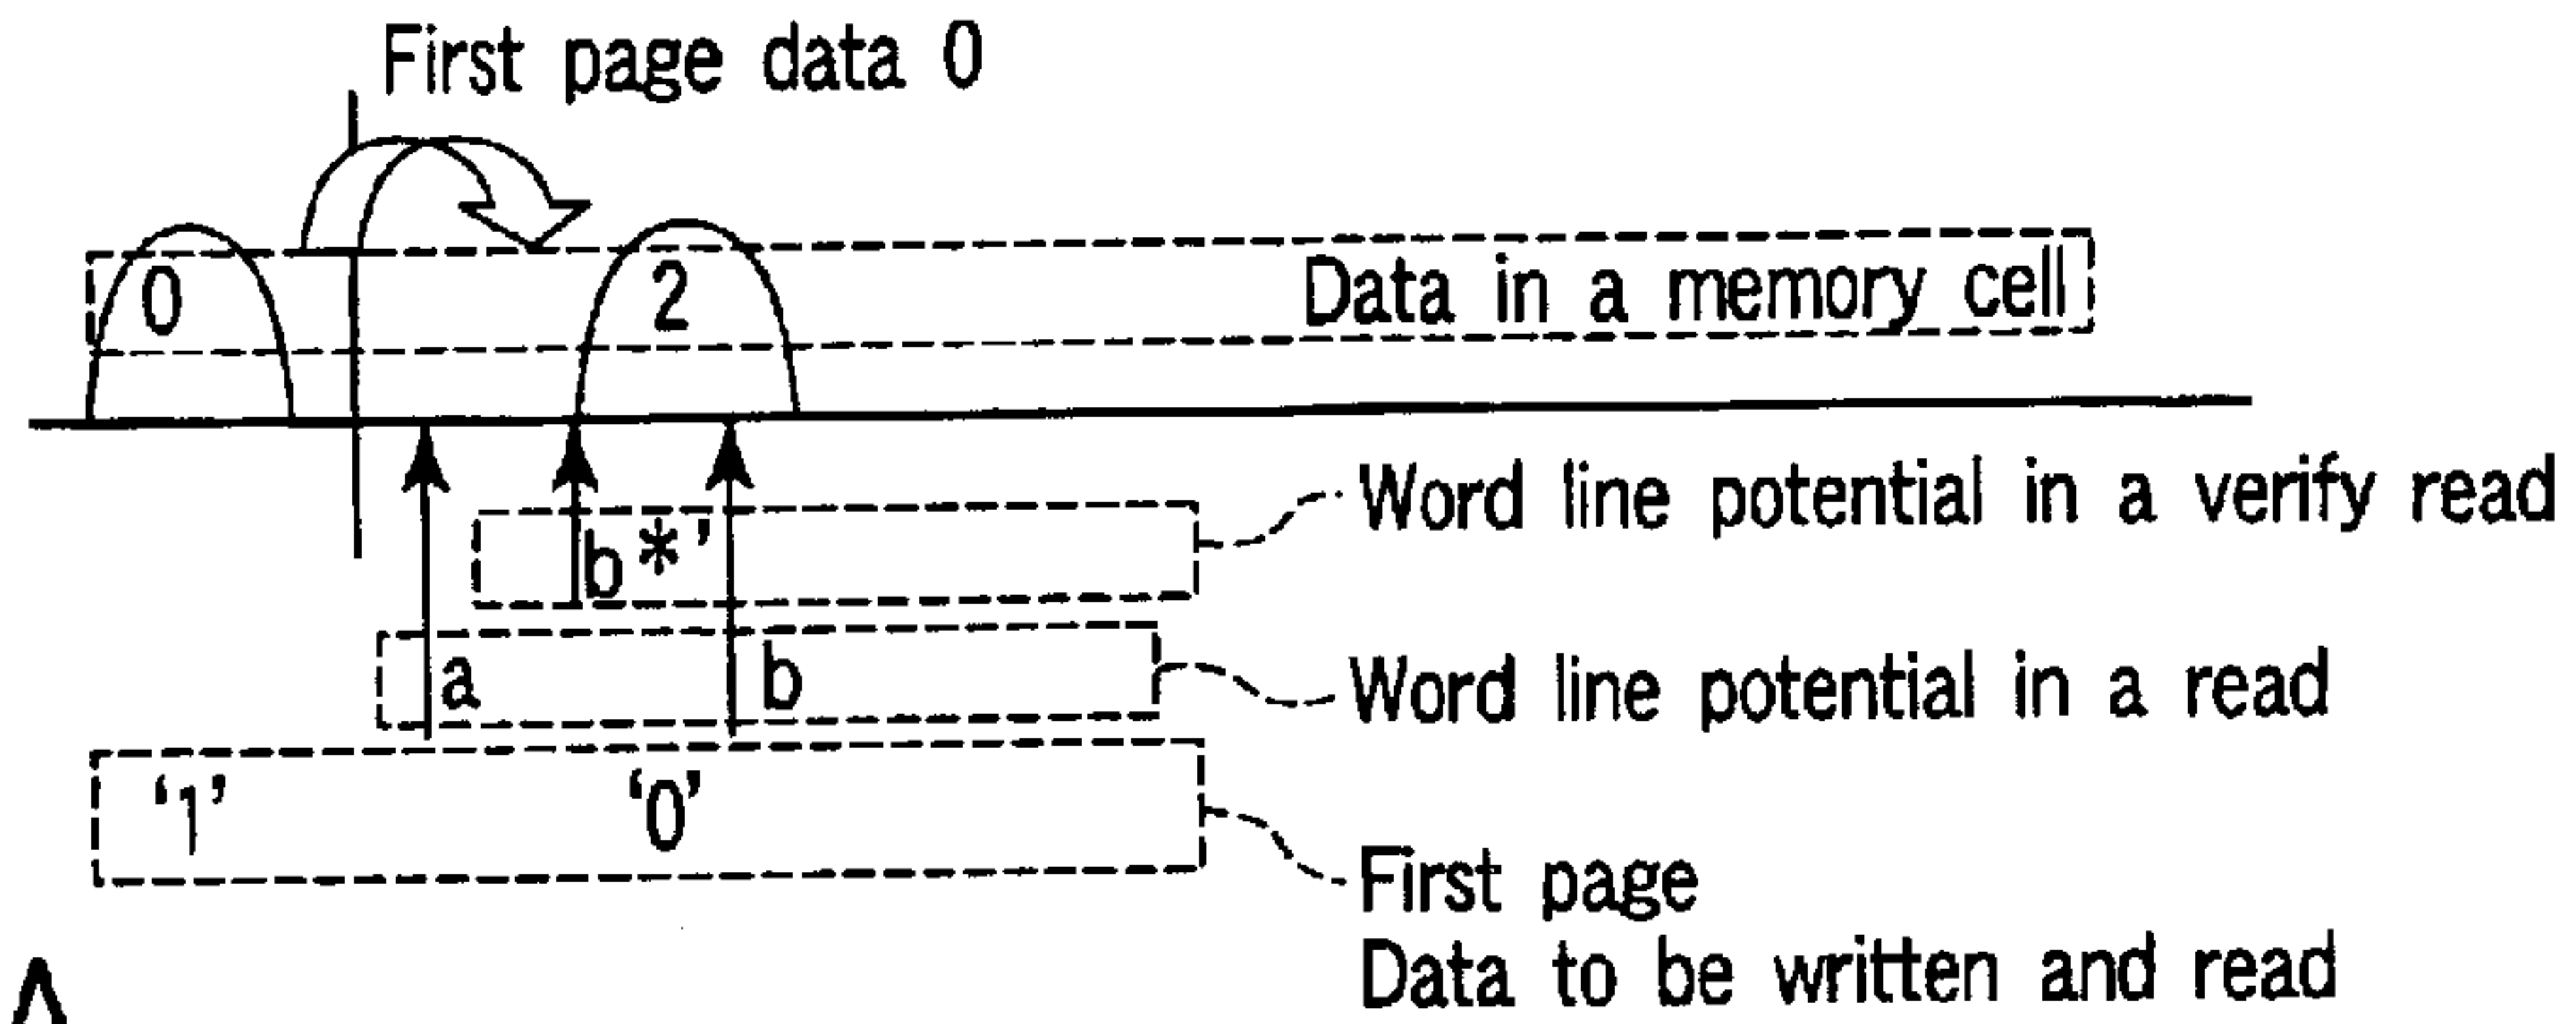 First page data 0
0 2 Data in a memory cell
b*' Word line potential in a verify read
a b Word line potential in a read
‘1’ ‘0’
First page
Data to be written and read